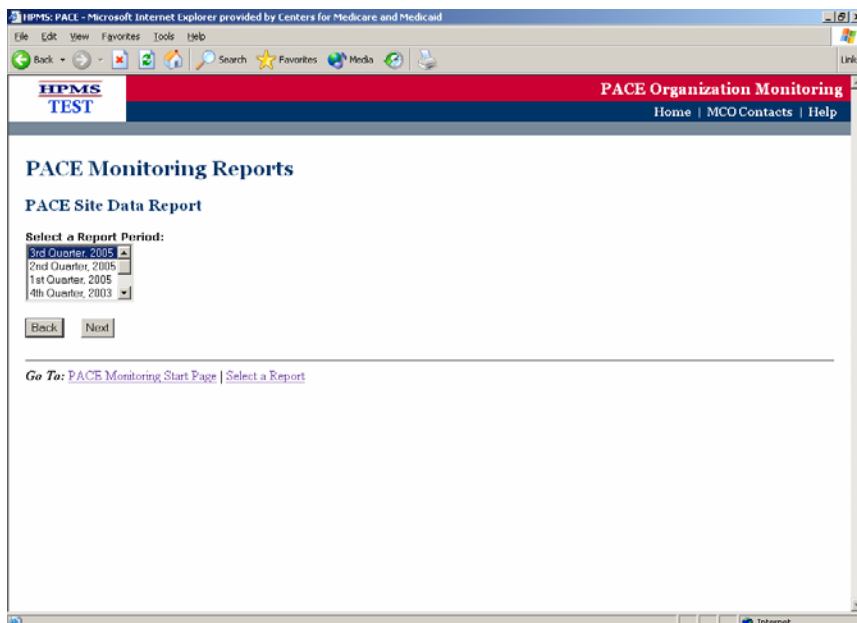 HPMS: PACE - Microsoft Internet Explorer provided by Centers for Medicare and Medicaid
File Edit View Favorites Tools Help
Back Search Favorites Media Link
HPMS PACE Organization Monitoring
TEST Home | MCO Contacts | Help
PACE Monitoring Reports
PACE Site Data Report
Select a Report Period:
3rd Quarter, 2005
2nd Quarter, 2005
1st Quarter, 2005
4th Quarter, 2003
Back Next
Go To: PACE Monitoring Start Page | Select a Report
Internet